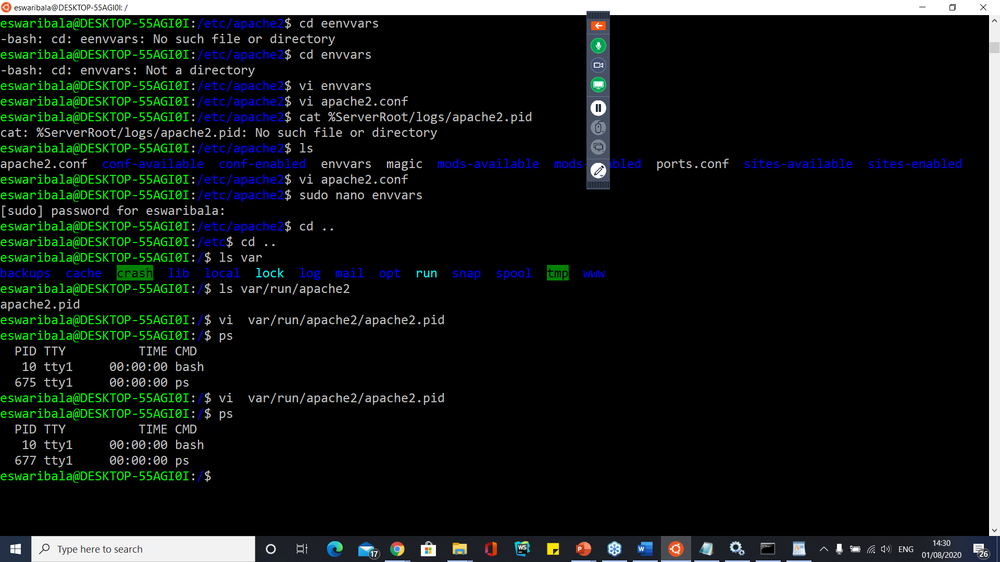 eswaribala@DESKTOP-55AGI0I: /
eswaribala@DESKTOP-55AGI0I:/etc/apache2$ cd eenvvars
-bash: cd: eenvvars: No such file or directory
eswaribala@DESKTOP-55AGI0I:/etc/apache2$ cd envvars
-bash: cd: envvars: Not a directory
eswaribala@DESKTOP-55AGI0I:/etc/apache2$ vi envvars
eswaribala@DESKTOP-55AGI0I:/etc/apache2$ vi apache2.conf
eswaribala@DESKTOP-55AGI0I:/etc/apache2$ cat %ServerRoot/logs/apache2.pid
cat: %ServerRoot/logs/apache2.pid: No such file or directory
eswaribala@DESKTOP-55AGI0I:/etc/apache2$ ls
apache2.conf  conf-available  conf-enabled  envvars  magic  mods-available  mods-  bled  ports.conf  sites-available  sites-enabled
eswaribala@DESKTOP-55AGI0I:/etc/apache2$ vi apache2.conf
eswaribala@DESKTOP-55AGI0I:/etc/apache2$ sudo nano envvars
[sudo] password for eswaribala:
eswaribala@DESKTOP-55AGI0I:/etc/apache2$ cd ..
eswaribala@DESKTOP-55AGI0I:/etc$ cd ..
eswaribala@DESKTOP-55AGI0I:/$ ls var
backups  cache  crash  lib  local  lock  log  mail  opt  run  snap  spool  tmp  www
eswaribala@DESKTOP-55AGI0I:/$ ls var/run/apache2
apache2.pid
eswaribala@DESKTOP-55AGI0I:/$ vi  var/run/apache2/apache2.pid
eswaribala@DESKTOP-55AGI0I:/$ ps
  PID TTY          TIME CMD
   10 tty1     00:00:00 bash
  675 tty1     00:00:00 ps
eswaribala@DESKTOP-55AGI0I:/$ vi  var/run/apache2/apache2.pid
eswaribala@DESKTOP-55AGI0I:/$ ps
  PID TTY          TIME CMD
   10 tty1     00:00:00 bash
  677 tty1     00:00:00 ps
eswaribala@DESKTOP-55AGI0I:/$
Type here to search
17
WS
P
W
ENG
14:30
01/08/2020
26